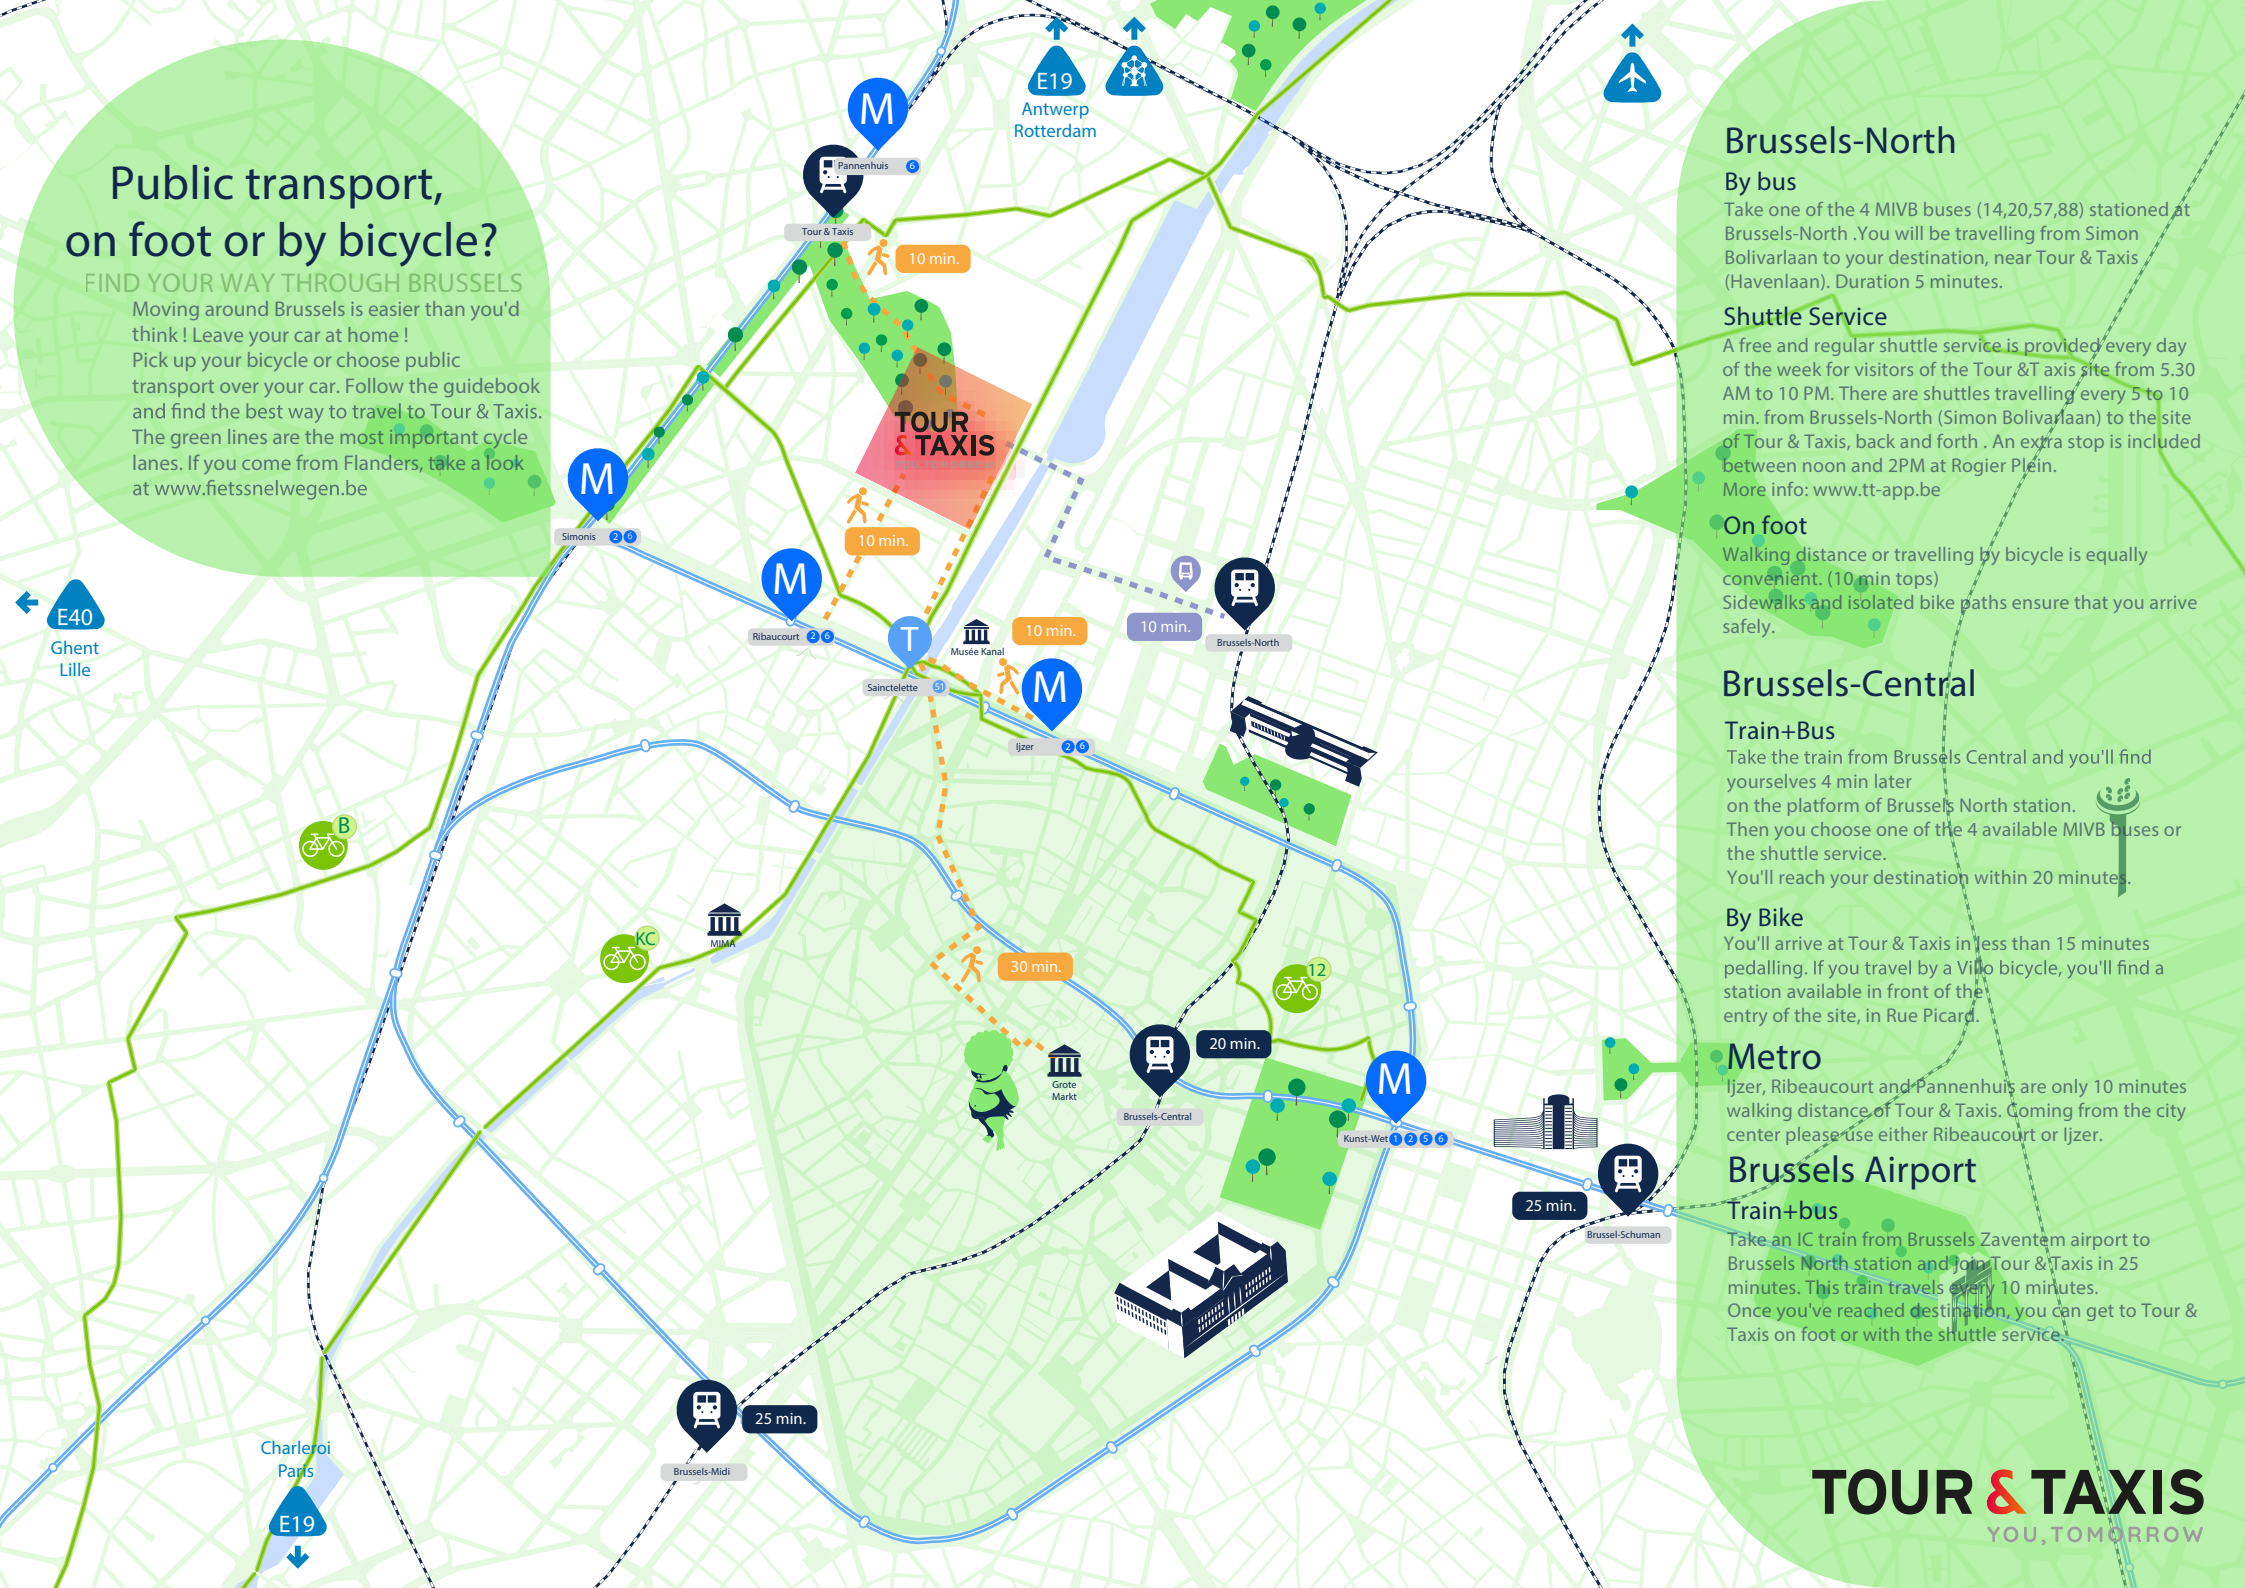 Public transport,
on foot or by bicycle?
FIND YOUR WAY THROUGH BRUSSELS
Moving around Brussels is easier than you'd
think ! Leave your car at home !
Pick up your bicycle or choose public
transport over your car. Follow the guidebook
and find the best way to travel to Tour & Taxis.
The green lines are the most important cycle
lanes. If you come from Flanders, take a look
at www.fietssnelwegen.be
E19
Antwerp
Rotterdam
M
Pannenhuis 6
Tour & Taxis
10 min.
TOUR
& TAXIS
YOU, TOMORROW
M
Simonis 2 6
10 min.
M
Ribaucourt 2 6
T
Sainctelette 51
Musée Kanal
10 min.
M
Ijzer 2 6
10 min.
Brussels-North
E40
Ghent
Lille
B
KC
MIMA
30 min.
12
Grote
Markt
20 min.
Brussels-Central
M
Kunst-Wet 1 2 5 6
25 min.
Brussel-Schuman
25 min.
Brussels-Midi
Charleroi
Paris
E19
Brussels-North
By bus
Take one of the 4 MIVB buses (14,20,57,88) stationed at
Brussels-North .You will be travelling from Simon
Bolivarlaan to your destination, near Tour & Taxis
(Havenlaan). Duration 5 minutes.
Shuttle Service
A free and regular shuttle service is provided every day
of the week for visitors of the Tour &T axis site from 5.30
AM to 10 PM. There are shuttles travelling every 5 to 10
min. from Brussels-North (Simon Bolivarlaan) to the site
of Tour & Taxis, back and forth . An extra stop is included
between noon and 2PM at Rogier Plein.
More info: www.tt-app.be
On foot
Walking distance or travelling by bicycle is equally
convenient. (10 min tops)
Sidewalks and isolated bike paths ensure that you arrive
safely.
Brussels-Central
Train+Bus
Take the train from Brussels Central and you'll find
yourselves 4 min later
on the platform of Brussels North station.
Then you choose one of the 4 available MIVB buses or
the shuttle service.
You'll reach your destination within 20 minutes.
By Bike
You'll arrive at Tour & Taxis in less than 15 minutes
pedalling. If you travel by a Villo bicycle, you'll find a
station available in front of the
entry of the site, in Rue Picard.
Metro
Ijzer, Ribeaucourt and Pannenhuis are only 10 minutes
walking distance of Tour & Taxis. Coming from the city
center please use either Ribeaucourt or Ijzer.
Brussels Airport
Train+bus
Take an IC train from Brussels Zaventem airport to
Brussels North station and join Tour & Taxis in 25
minutes. This train travels every 10 minutes.
Once you've reached destination, you can get to Tour &
Taxis on foot or with the shuttle service.
TOUR & TAXIS
YOU, TOMORROW